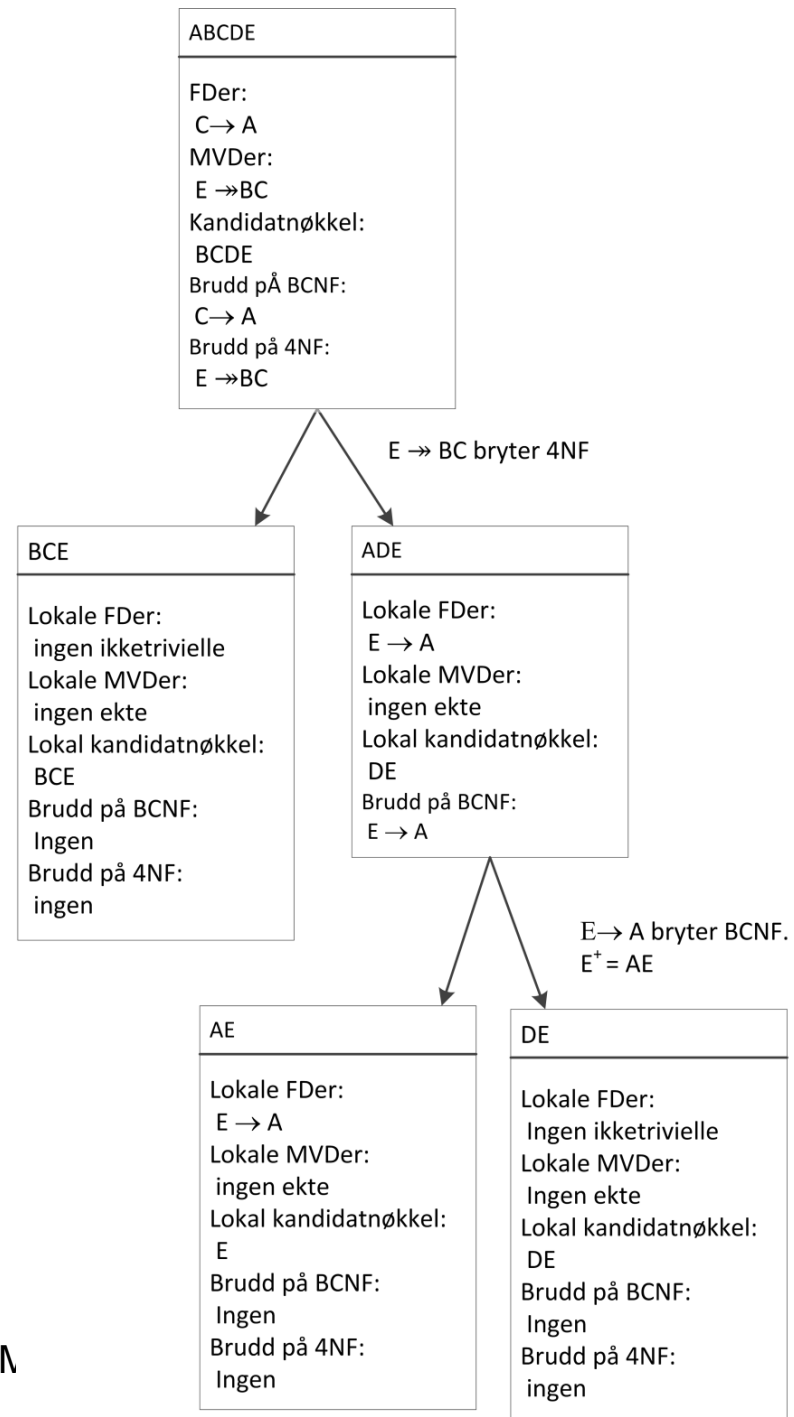 ABCDE
FDer:
C→ A
MVDer:
E ↠BC
Kandidatnøkkel:
BCDE
Brudd pÅ BCNF:
C→ A
Brudd på 4NF:
E ↠BC
E ↠ BC bryter 4NF
BCE
Lokale FDer:
ingen ikketrivielle
Lokale MVDer:
ingen ekte
Lokal kandidatnøkkel:
BCE
Brudd på BCNF:
Ingen
Brudd på 4NF:
ingen
ADE
Lokale FDer:
E → A
Lokale MVDer:
ingen ekte
Lokal kandidatnøkkel:
DE
Brudd på BCNF:
E → A
E→ A bryter BCNF.
E⁺ = AE
AE
Lokale FDer:
E → A
Lokale MVDer:
ingen ekte
Lokal kandidatnøkkel:
E
Brudd på BCNF:
Ingen
Brudd på 4NF:
Ingen
DE
Lokale FDer:
Ingen ikketrivielle
Lokale MVDer:
Ingen ekte
Lokal kandidatnøkkel:
DE
Brudd på BCNF:
Ingen
Brudd på 4NF:
ingen